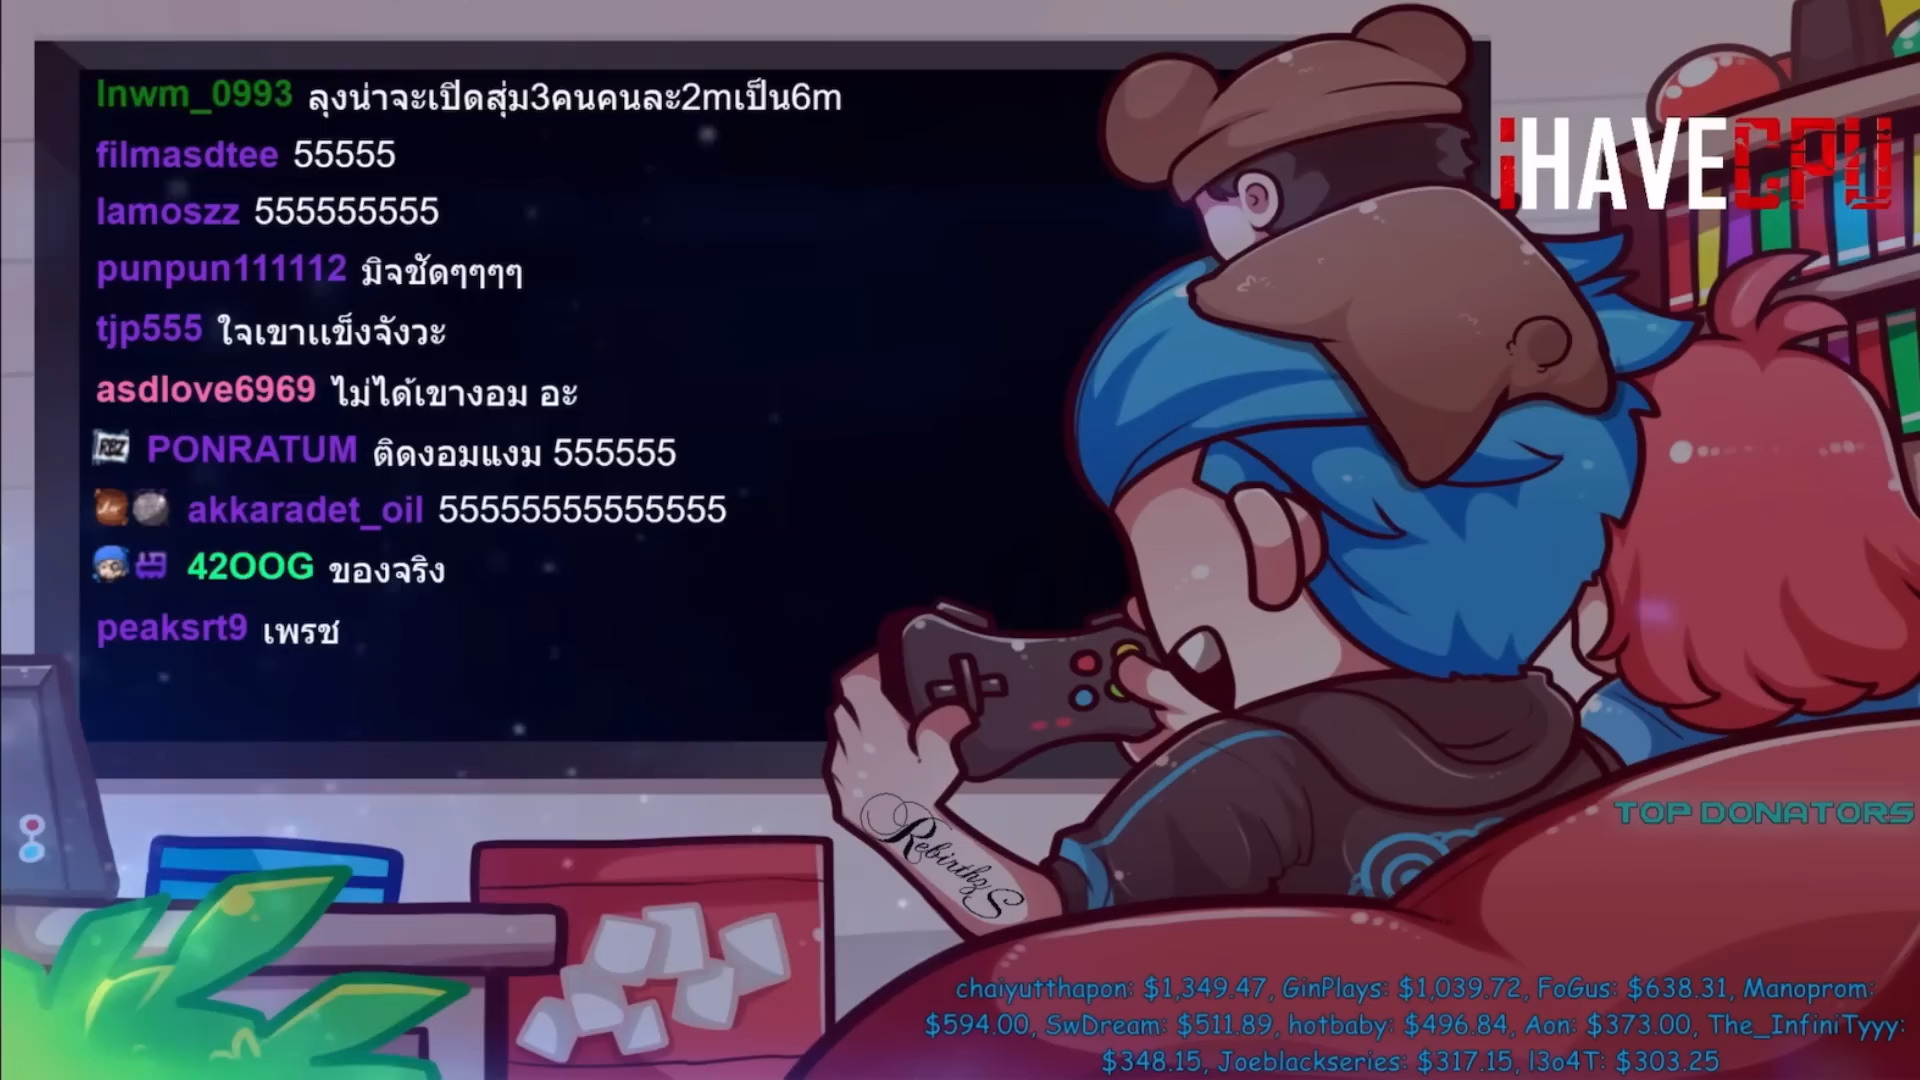 lnwm_0993 ลุงน่าจะเปิดสุ่ม3คนคนละ2mเป็น6m
iHAVECPU
filmasdtee 55555
lamoszz 555555555
punpun111112 มิจชัดๆๆๆๆ
tjp555 ใจเขาแข็งจังวะ
asdlove6969 ไม่ได้เขางอม อะ
PONRATUM ติดงอมแงม 555555
akkaradet_oil 55555555555555
42OOG ของจริง
peaksrt9 เพรช
TOP DONATORS
RebirthzS
chaiyutthapon: $1,349.47, GinPlays: $1,039.72, FoGus: $638.31, Manoprom:
$594.00, SwDream: $511.89, hotbaby: $496.84, Aon: $373.00, The_InfiniTyyy:
$348.15, Joeblackseries: $317.15, l3o4T: $303.25